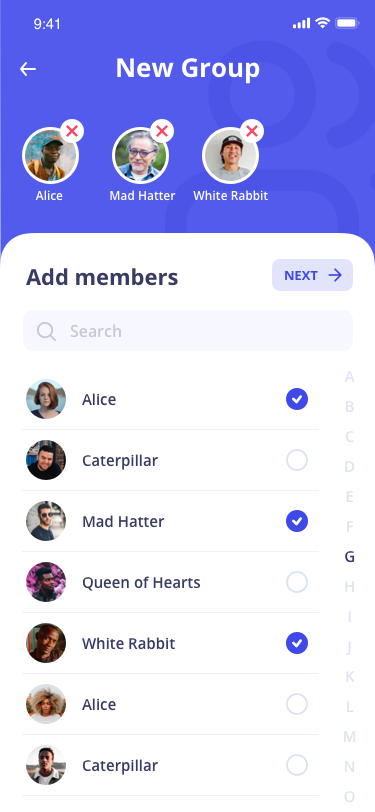 9:41
New Group
Alice
Mad Hatter
White Rabbit
Add members
NEXT
Search
Alice
Caterpillar
Mad Hatter
Queen of Hearts
White Rabbit
Alice
Caterpillar
A
B
C
D
E
F
G
H
I
J
K
L
M
N
O